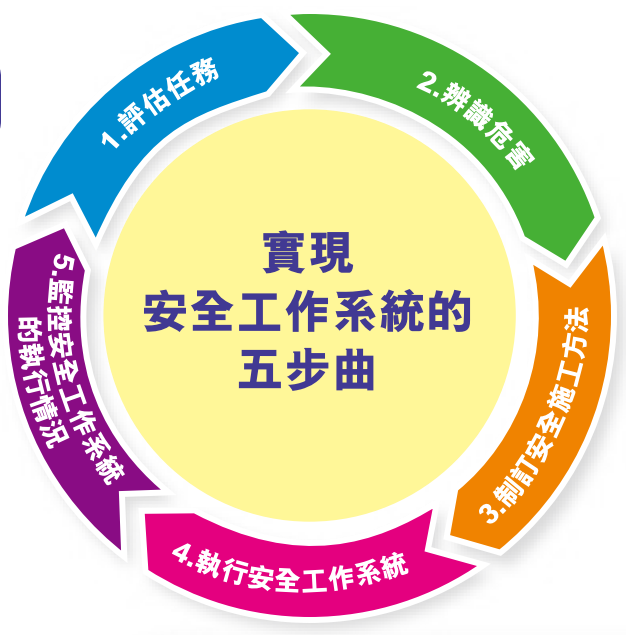 實現
安全工作系統的
五步曲
1.評估任務
2.辨識危害
3.制訂安全施工方法
4.執行安全工作系統
5.監控安全工作系統
的執行情況